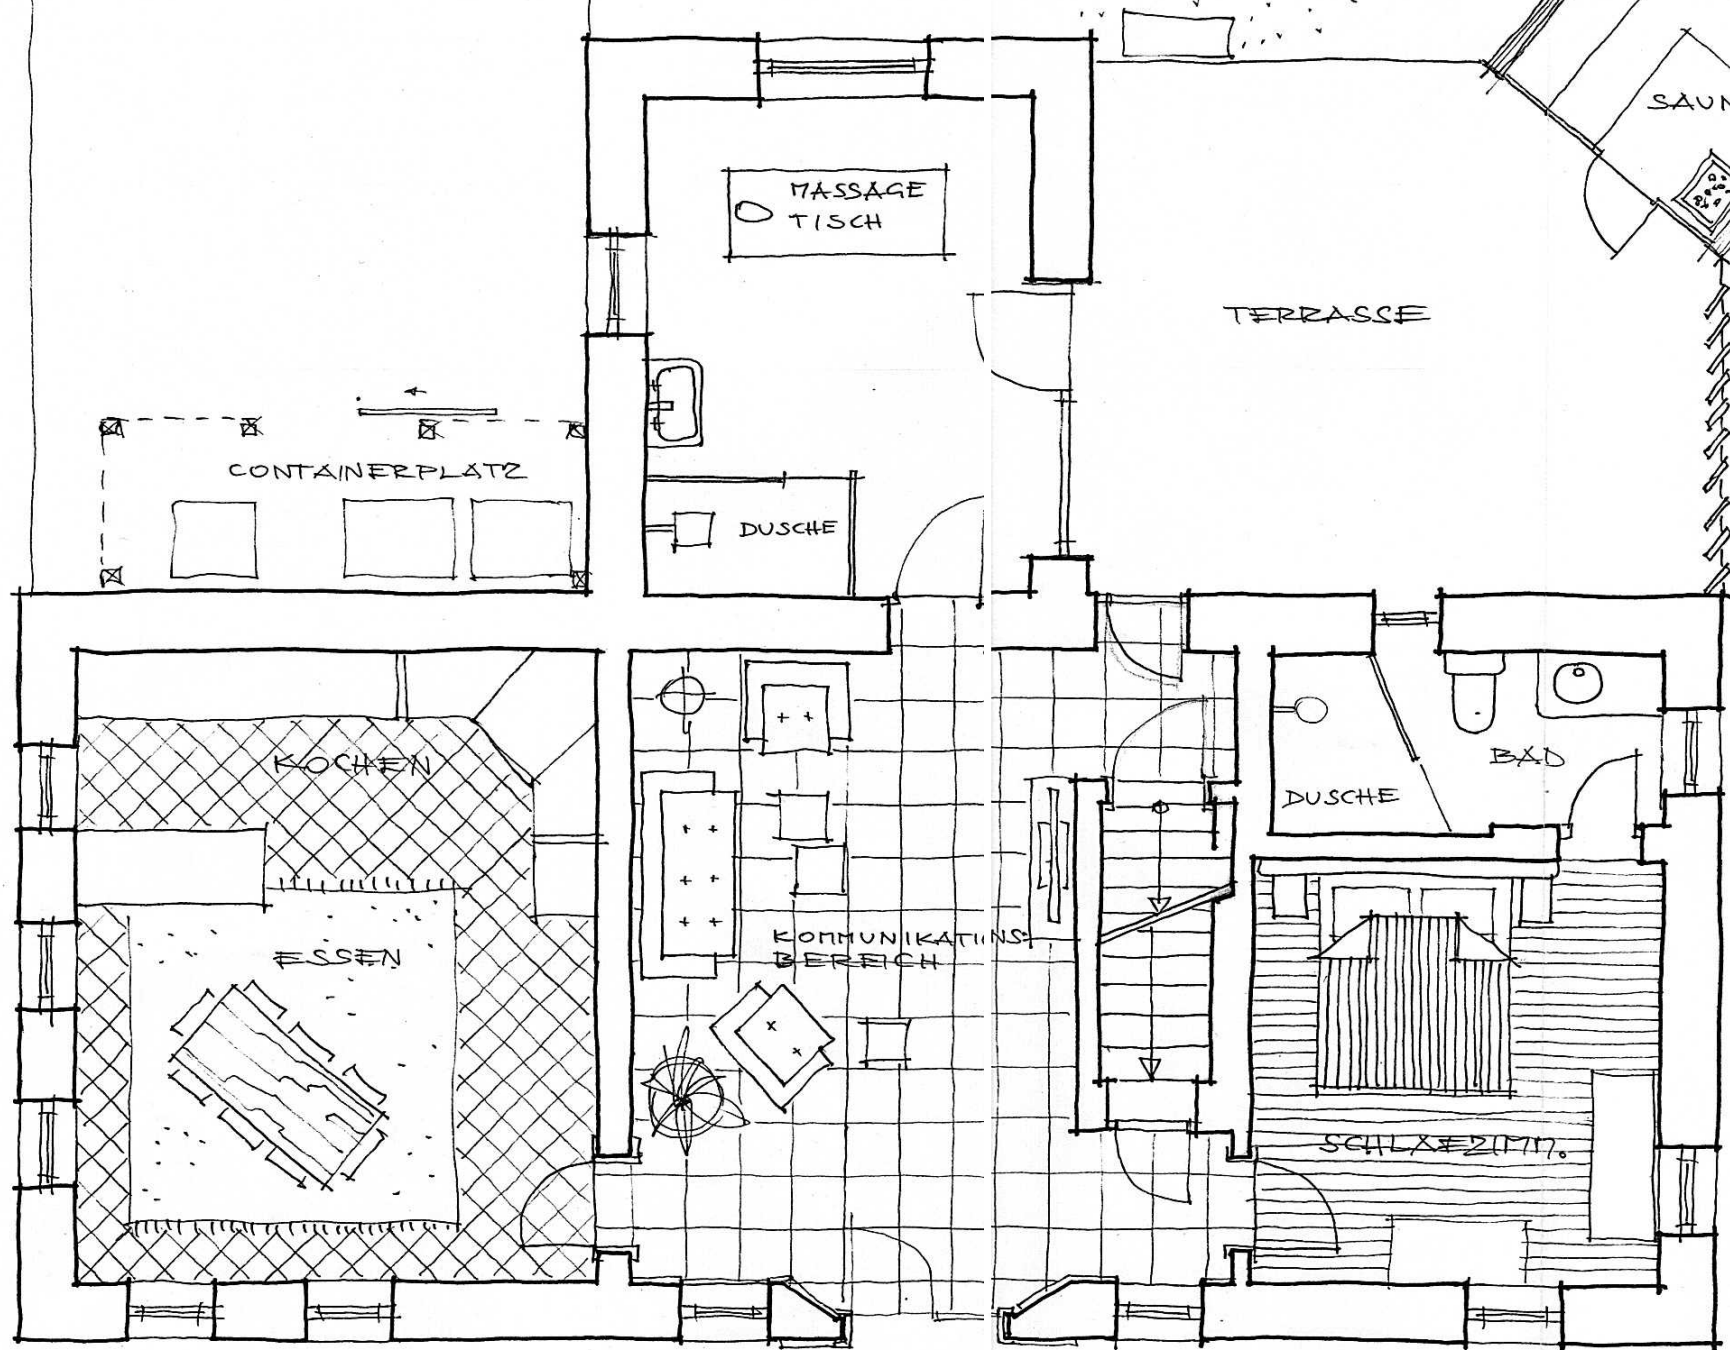 SAUN
MASSAGE
TISCH
TERRASSE
CONTAINERPLATZ
DUSCHE
KOCHEN
BAD
DUSCHE
KOMMUNIKATIONS-
BEREICH
ESSEN
SCHLAFZIMM.